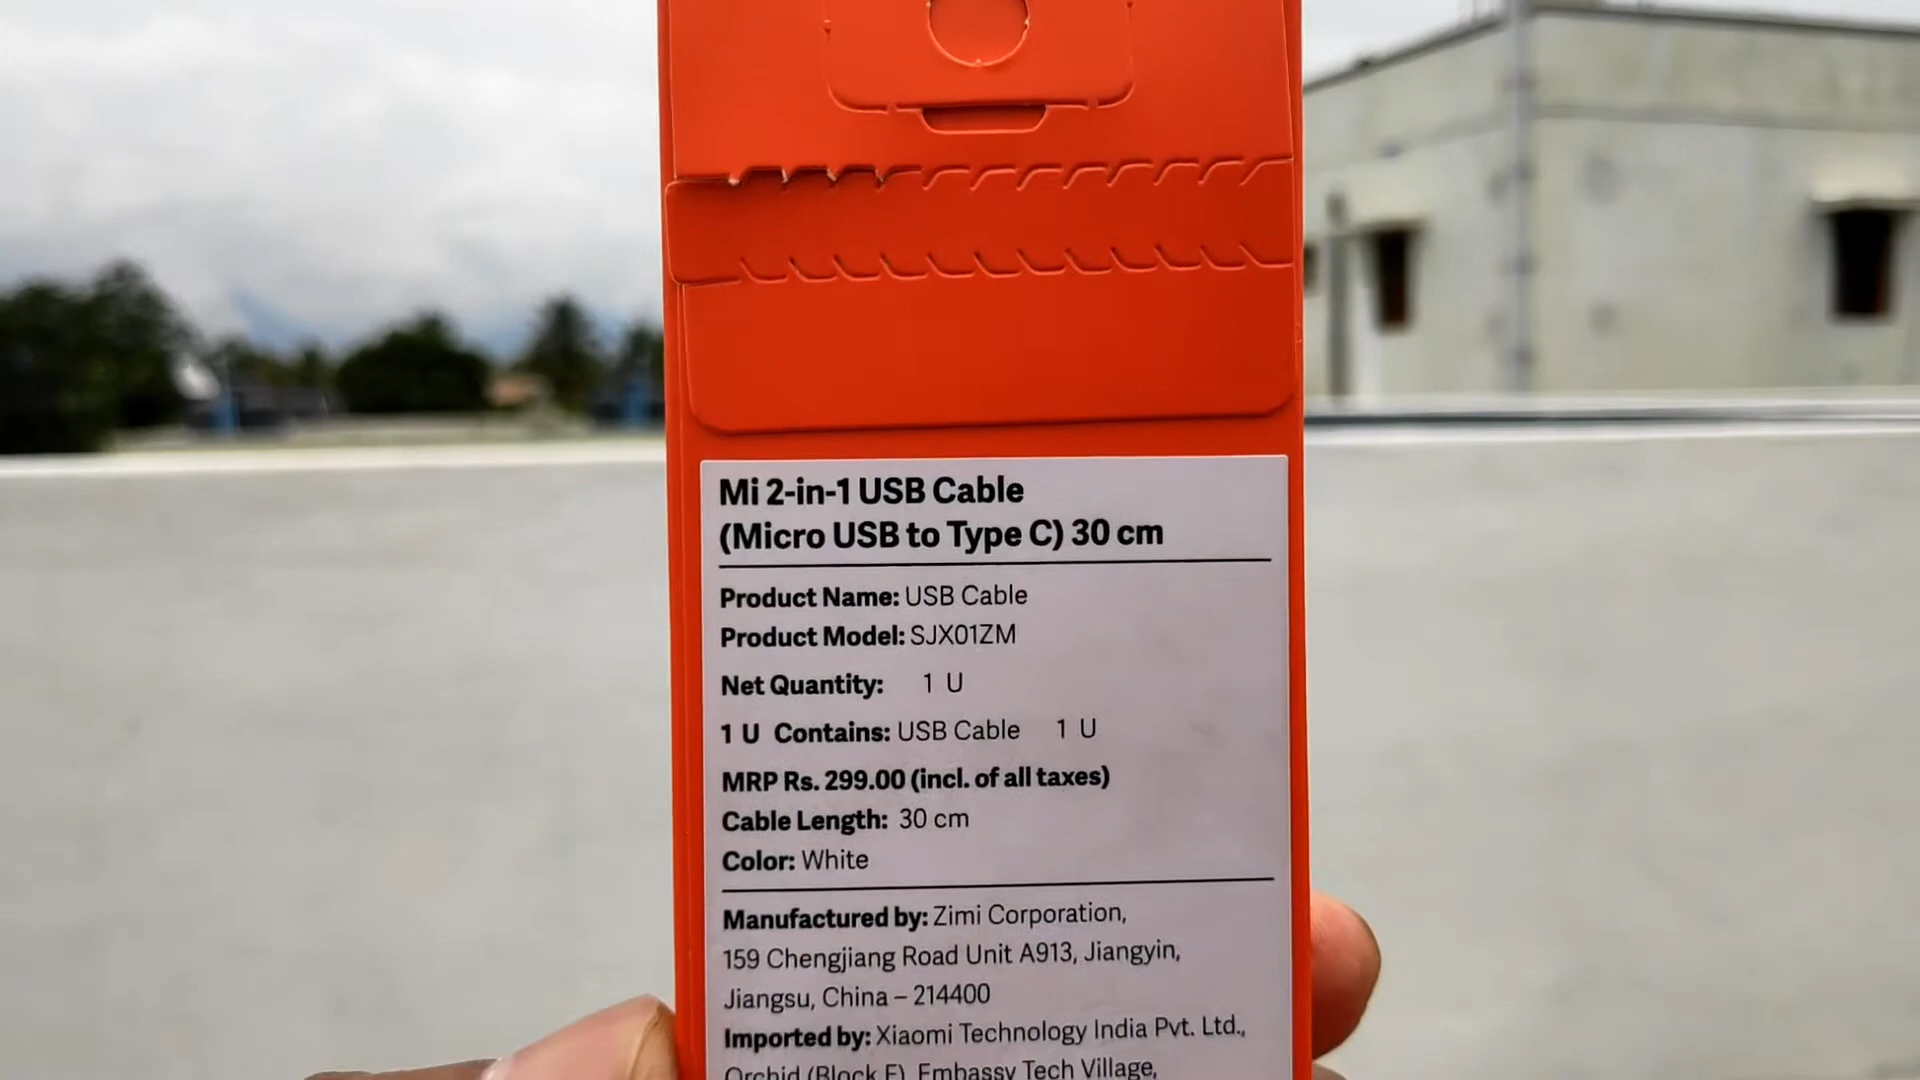 Mi 2-in-1 USB Cable
(Micro USB to Type C) 30 cm
Product Name: USB Cable
Product Model: SJX01ZM
Net Quantity: 1 U
1 U Contains: USB Cable 1 U
MRP Rs. 299.00 (incl. of all taxes)
Cable Length: 30 cm
Color: White
Manufactured by: Zimi Corporation,
159 Chengjiang Road Unit A913, Jiangyin,
Jiangsu, China – 214400
Imported by: Xiaomi Technology India Pvt. Ltd.,
Orchid (Block E), Embassy Tech Village,